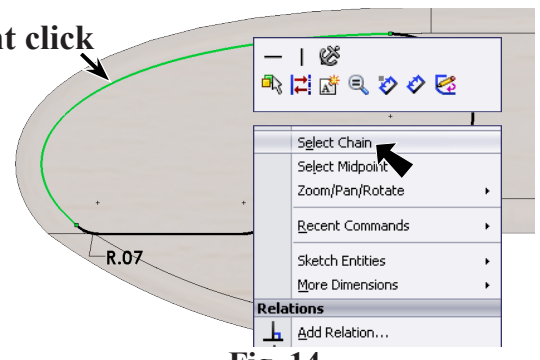 nt click
Select Chain
Select Midpoint
Zoom/Pan/Rotate
Recent Commands
Sketch Entities
More Dimensions
Relations
Add Relation...
R.07
Fig. 14